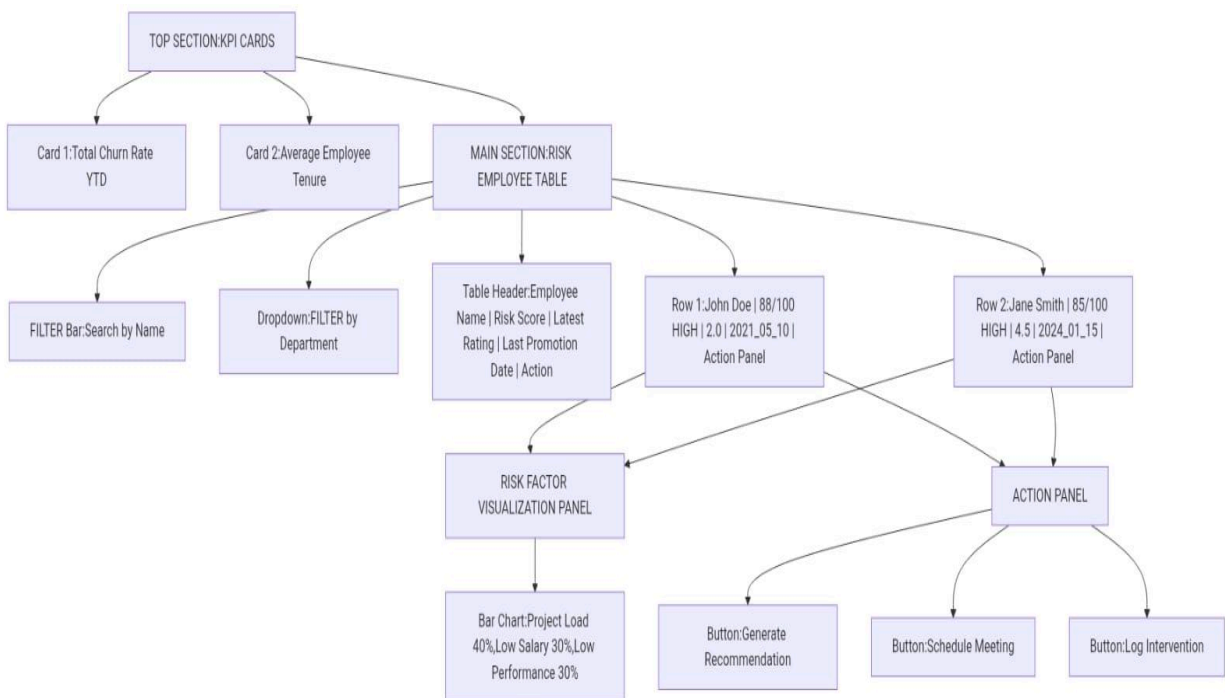 TOP SECTION:KPI CARDS
Card 1:Total Churn Rate
YTD
Card 2:Average Employee
Tenure
MAIN SECTION:RISK
EMPLOYEE TABLE
FILTER Bar:Search by Name
Dropdown:FILTER by
Department
Table Header:Employee
Name | Risk Score | Latest
Rating | Last Promotion
Date | Action
Row 1:John Doe | 88/100
HIGH | 2.0 | 2021_05_10 |
Action Panel
Row 2:Jane Smith | 85/100
HIGH | 4.5 | 2024_01_15 |
Action Panel
RISK FACTOR
VISUALIZATION PANEL
ACTION PANEL
Bar Chart:Project Load
40%,Low Salary 30%,Low
Performance 30%
Button:Generate
Recommendation
Button:Schedule Meeting
Button:Log Intervention